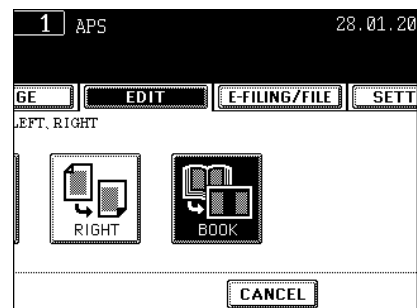 1 APS 28.01.20
GE EDIT E-FILING/FILE SETT
LEFT, RIGHT
RIGHT BOOK
CANCEL